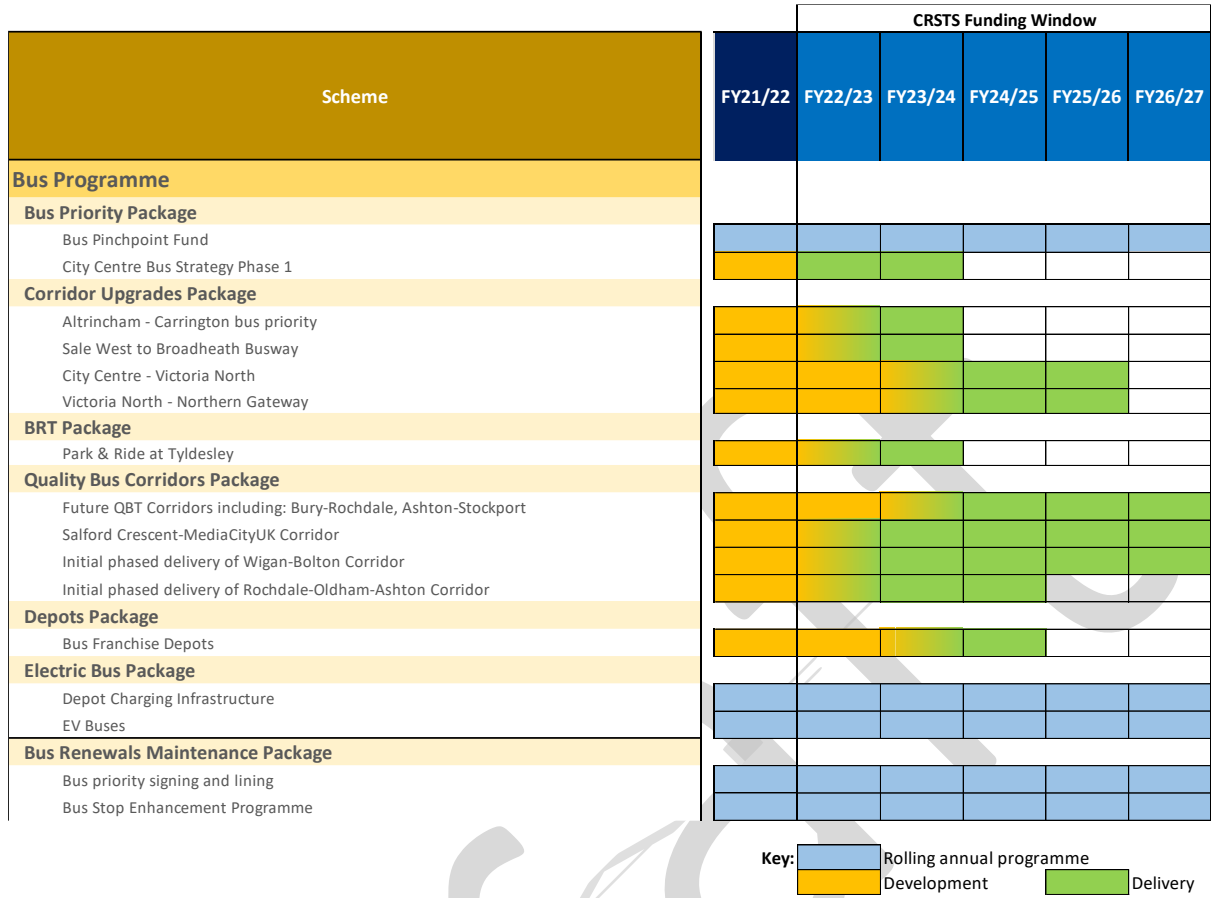 CRSTS Funding Window
Scheme
FY21/22 FY22/23 FY23/24 FY24/25 FY25/26 FY26/27
Bus Programme
Bus Priority Package
Bus Pinchpoint Fund
City Centre Bus Strategy Phase 1
Corridor Upgrades Package
Altrincham - Carrington bus priority
Sale West to Broadheath Busway
City Centre - Victoria North
Victoria North - Northern Gateway
BRT Package
Park & Ride at Tyldesley
Quality Bus Corridors Package
Future QBT Corridors including: Bury-Rochdale, Ashton-Stockport
Salford Crescent-MediaCityUK Corridor
Initial phased delivery of Wigan-Bolton Corridor
Initial phased delivery of Rochdale-Oldham-Ashton Corridor
Depots Package
Bus Franchise Depots
Electric Bus Package
Depot Charging Infrastructure
EV Buses
Bus Renewals Maintenance Package
Bus priority signing and lining
Bus Stop Enhancement Programme
Key: Rolling annual programme
Development Delivery